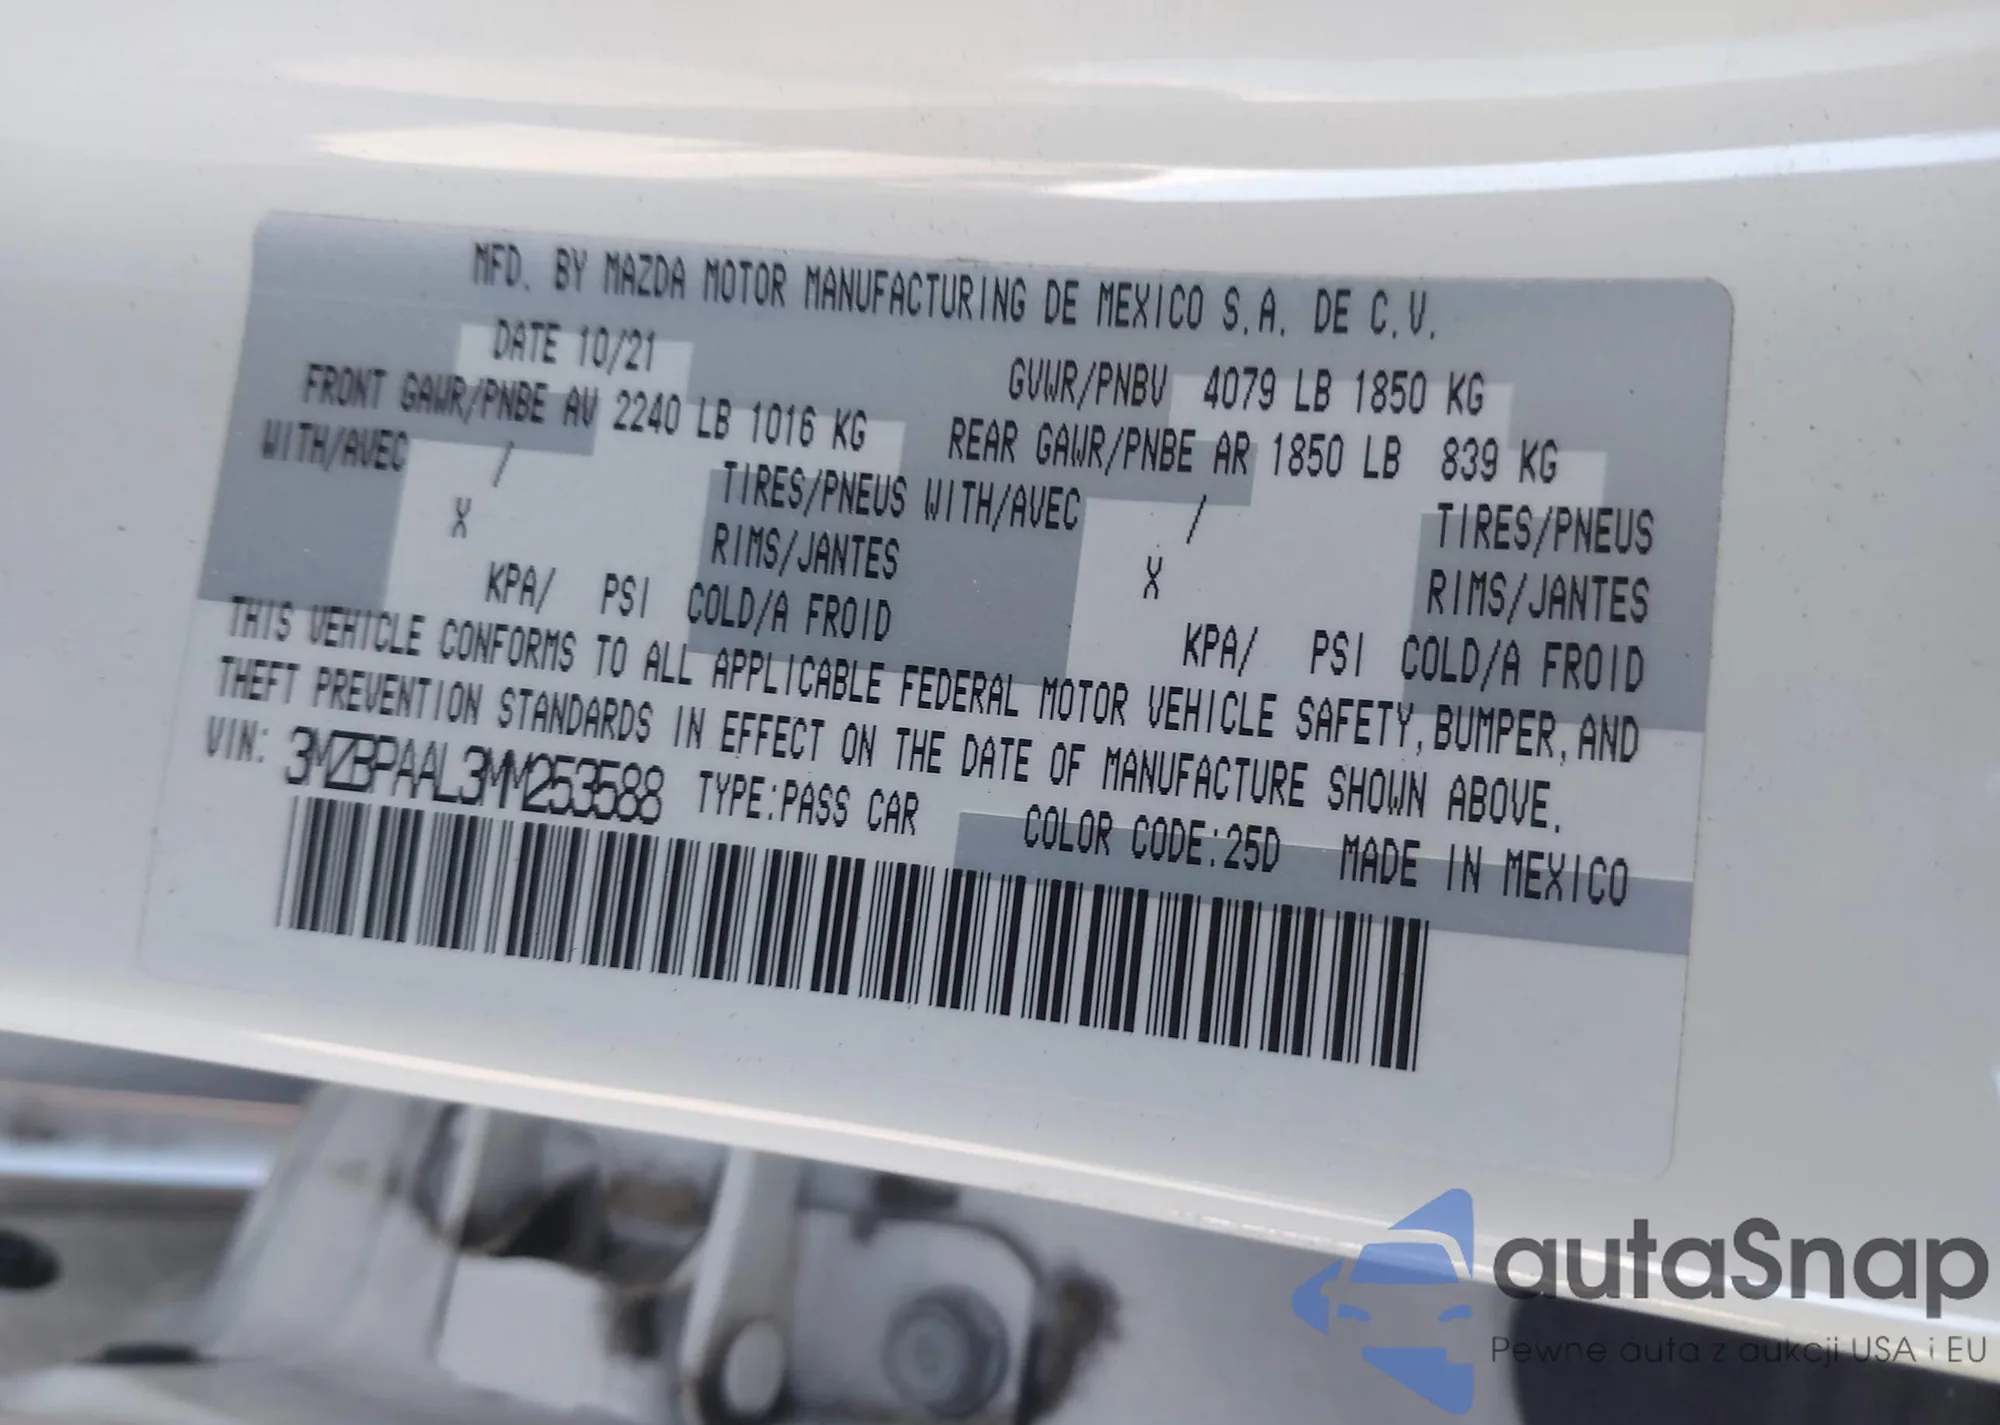 MFD. BY MAZDA MOTOR MANUFACTURING DE MEXICO S.A. DE C.V.
DATE 10/21 GVWR/PNBV 4079 LB 1850 KG
FRONT GAWR/PNBE AV 2240 LB 1016 KG REAR GAWR/PNBE AR 1850 LB 839 KG
WITH/AVEC / TIRES/PNEUS WITH/AVEC / TIRES/PNEUS
X RIMS/JANTES X RIMS/JANTES
KPA/ PSI COLD/A FROID KPA/ PSI COLD/A FROID
THIS VEHICLE CONFORMS TO ALL APPLICABLE FEDERAL MOTOR VEHICLE SAFETY, BUMPER, AND
THEFT PREVENTION STANDARDS IN EFFECT ON THE DATE OF MANUFACTURE SHOWN ABOVE.
VIN: 3MZBPAAL3MM253588 TYPE:PASS CAR COLOR CODE:25D MADE IN MEXICO
autaSnap
Pewne auta z aukcji USA i EU